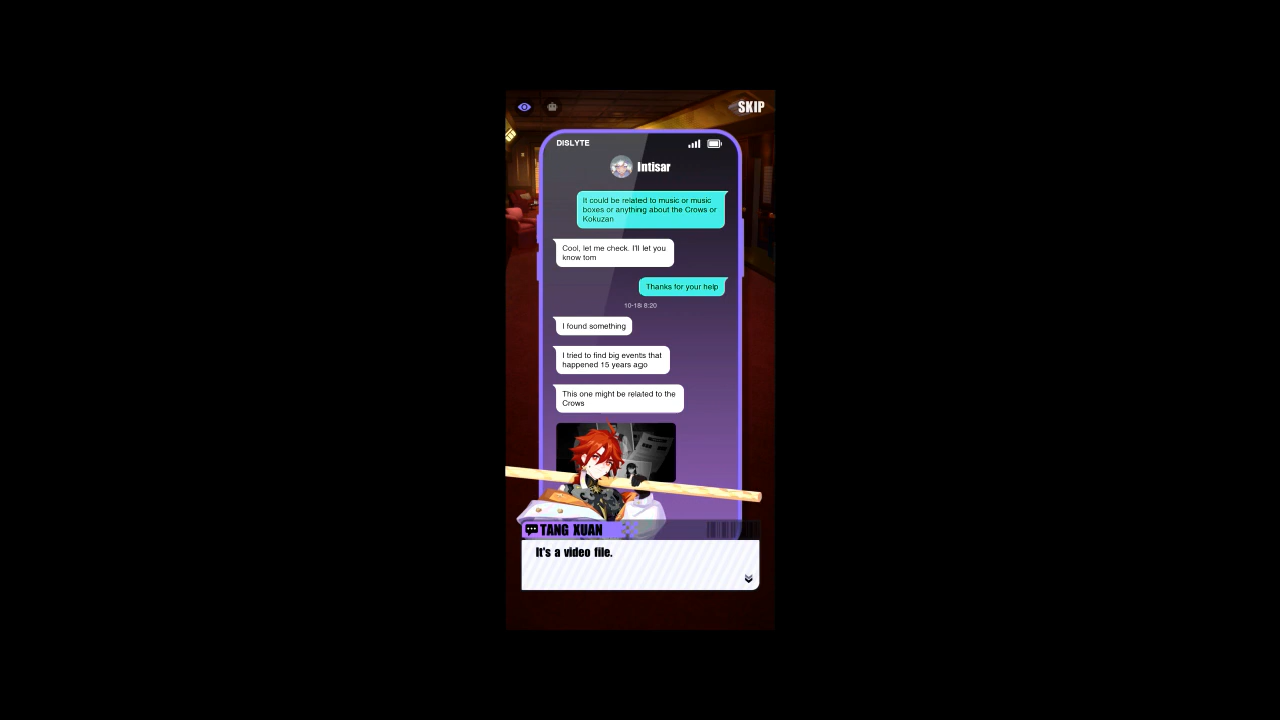 SKIP
DISLYTE
Intisar
It could be related to music or music
boxes or anything about the Crows or
Kokuzan
Cool, let me check. I'll let you
know tom
Thanks for your help
10-18 8:20
I found something
I tried to find big events that
happened 15 years ago
This one might be related to the
Crows
TANG XUAN
It's a video file.